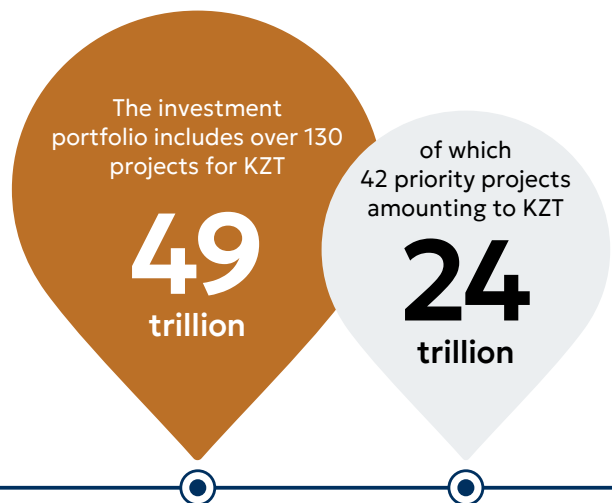 The investment
portfolio includes over 130
projects for KZT
49
trillion
of which
42 priority projects
amounting to KZT
24
trillion